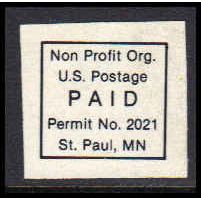 Non Profit Org.
U.S. Postage
PAID
Permit No. 2021
St. Paul, MN